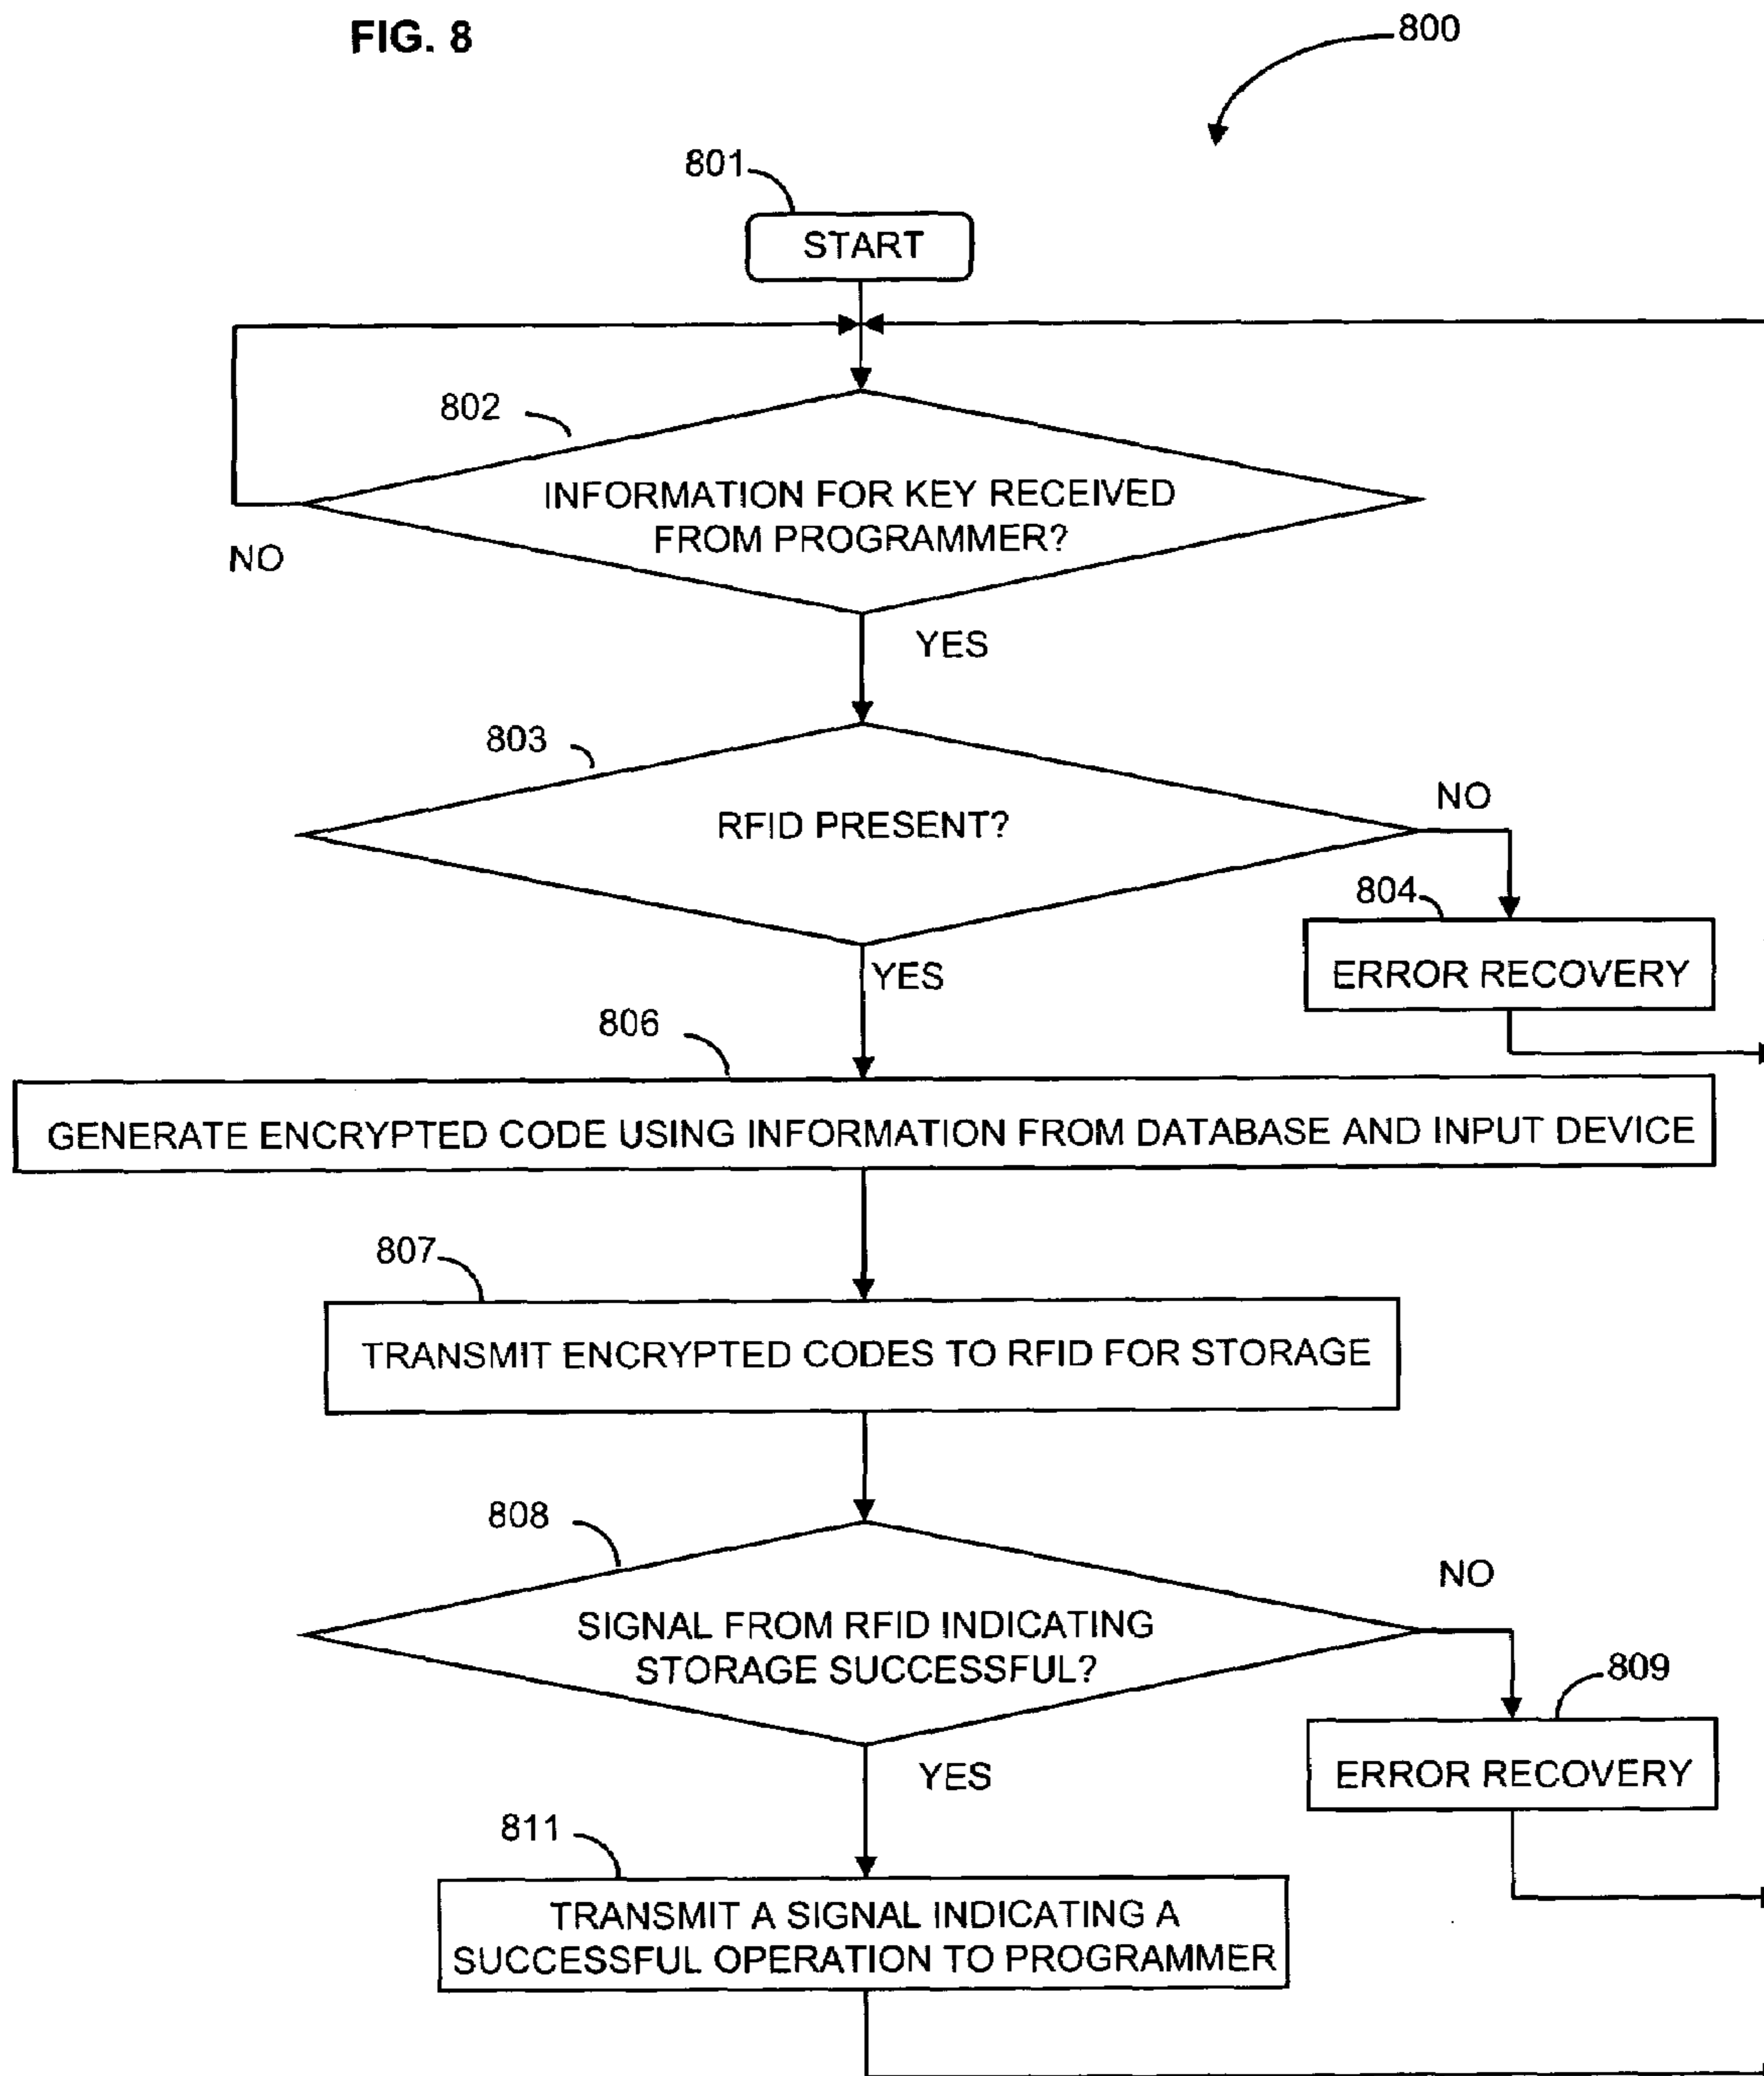 FIG. 8
800
801
START
802
INFORMATION FOR KEY RECEIVED
FROM PROGRAMMER?
NO
YES
803
RFID PRESENT?
NO
804
ERROR RECOVERY
YES
806
GENERATE ENCRYPTED CODE USING INFORMATION FROM DATABASE AND INPUT DEVICE
807
TRANSMIT ENCRYPTED CODES TO RFID FOR STORAGE
808
NO
SIGNAL FROM RFID INDICATING
STORAGE SUCCESSFUL?
809
ERROR RECOVERY
YES
811
TRANSMIT A SIGNAL INDICATING A
SUCCESSFUL OPERATION TO PROGRAMMER